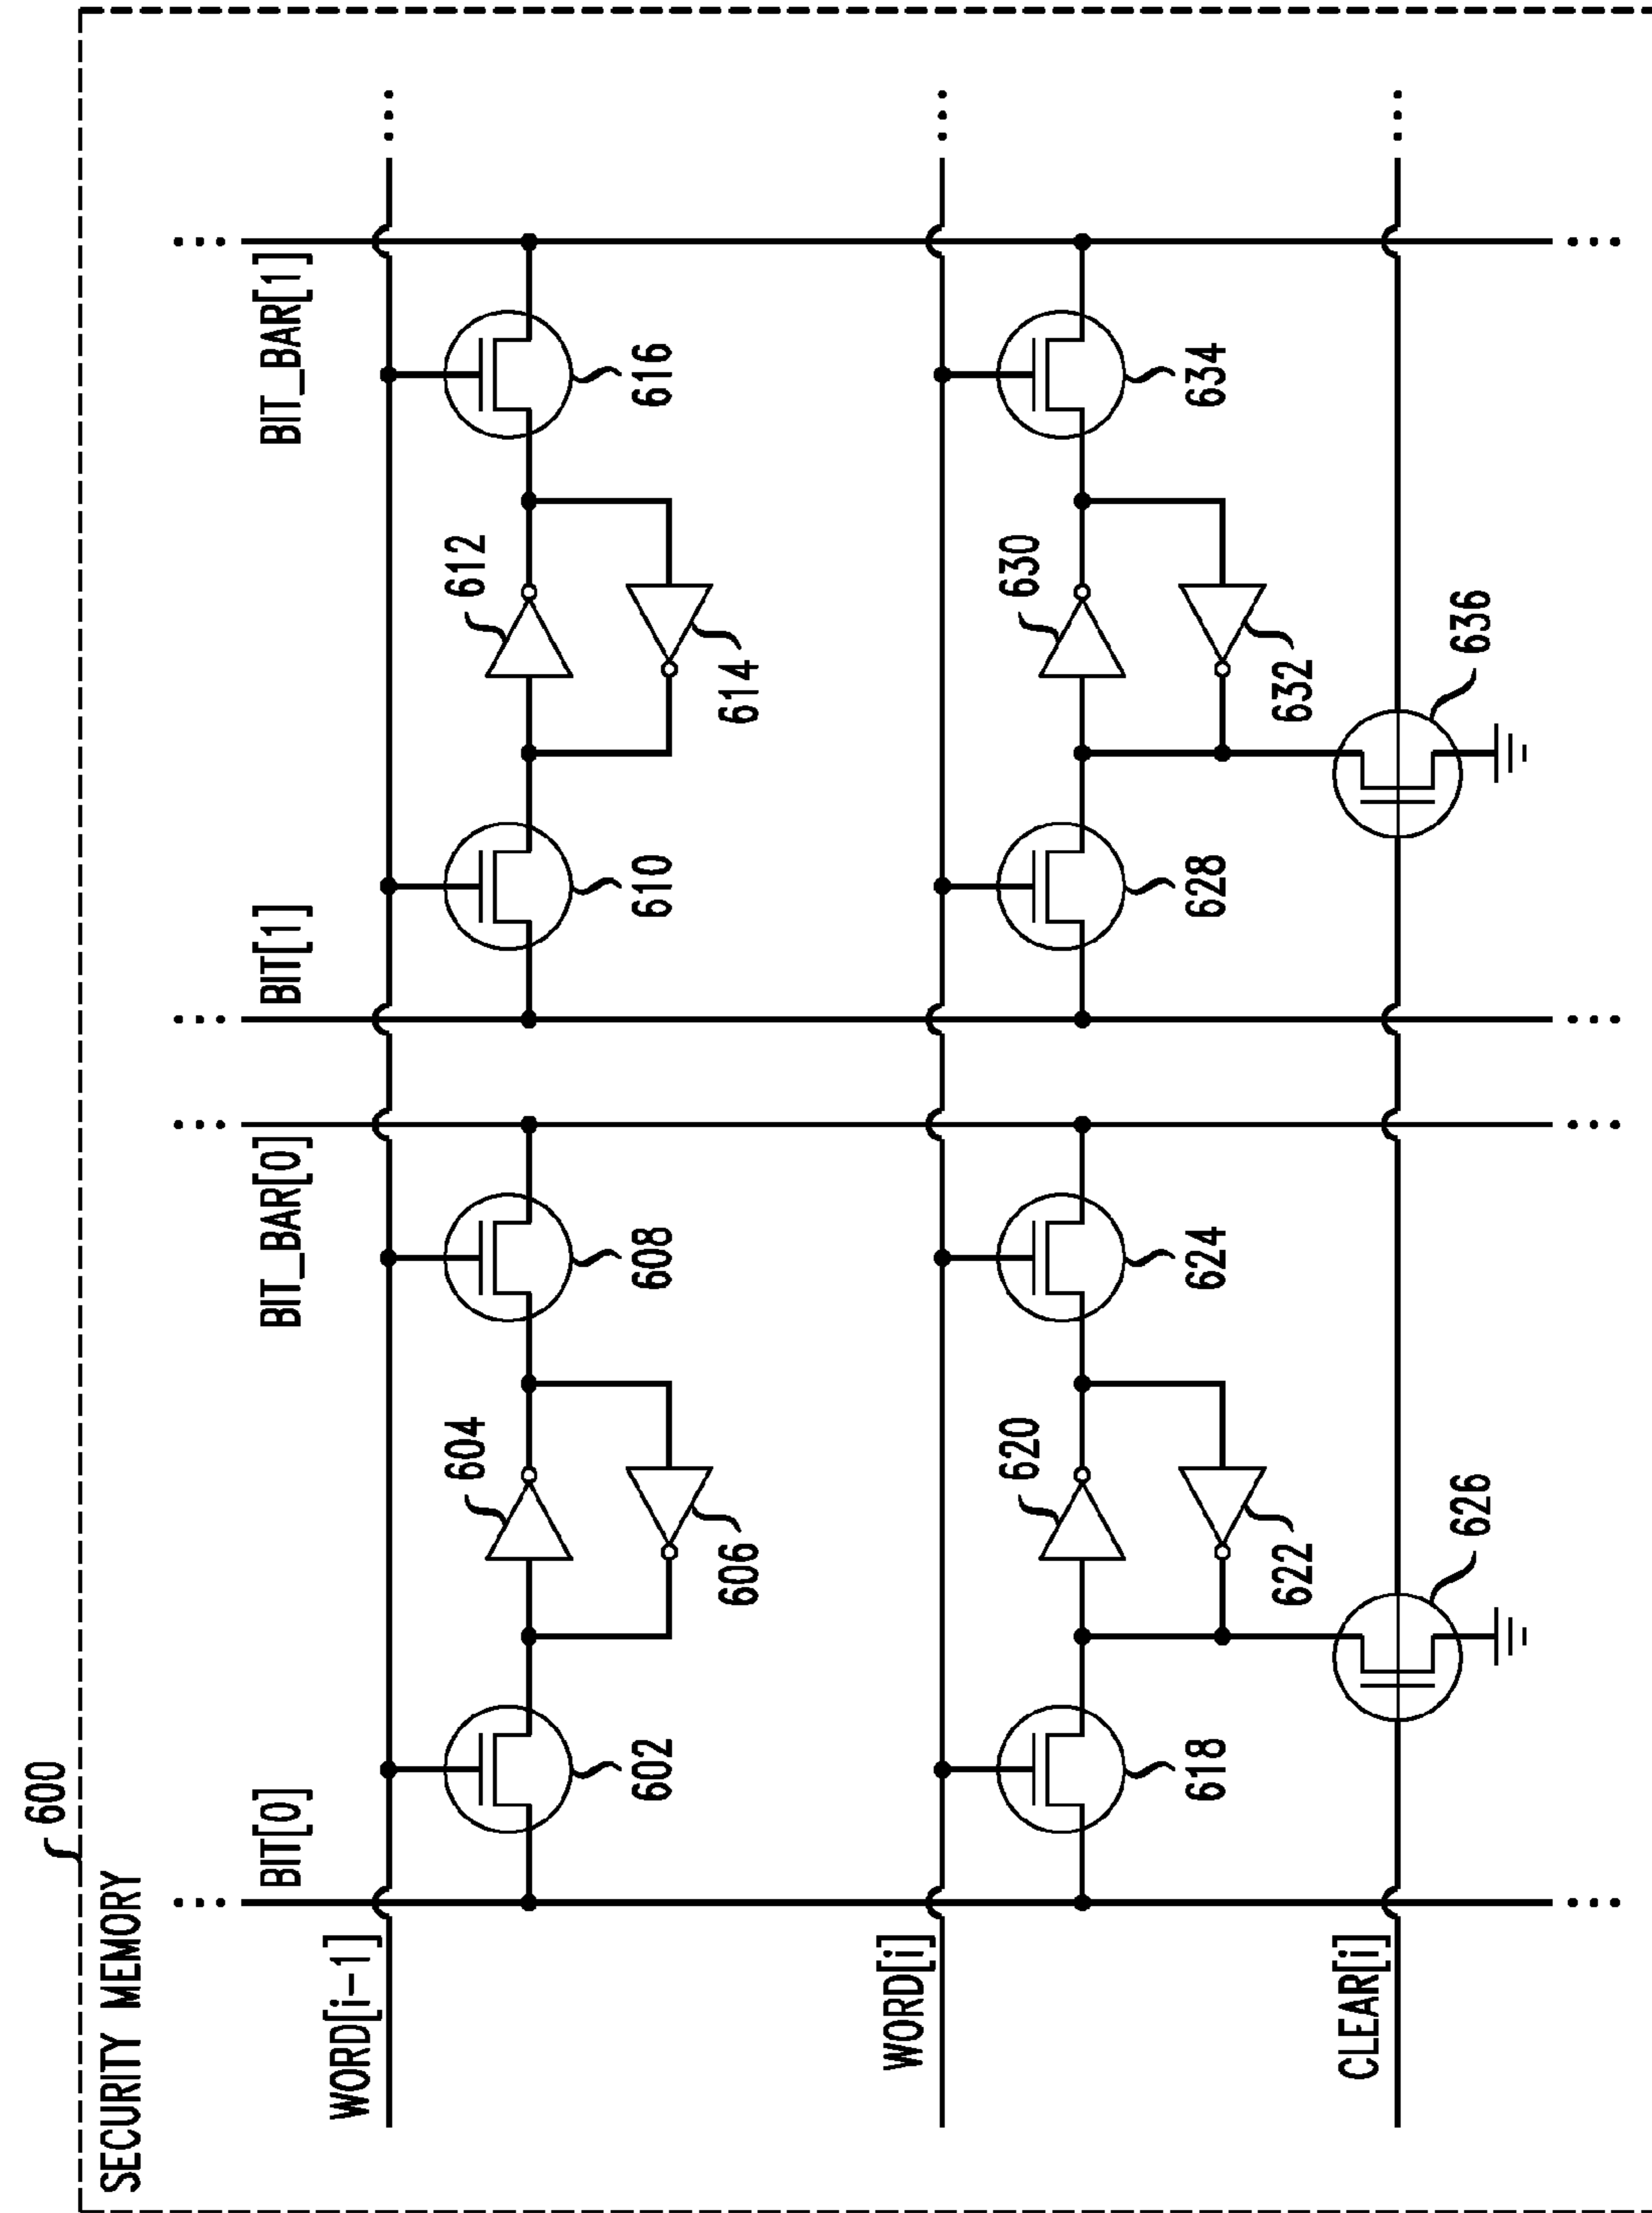 600
SECURITY MEMORY
BIT[0]
BIT_BAR[0]
BIT[1]
BIT_BAR[1]
WORD[i-1]
602
604
606
608
610
612
614
616
WORD[i]
618
620
622
624
628
630
632
634
CLEAR[i]
626
636